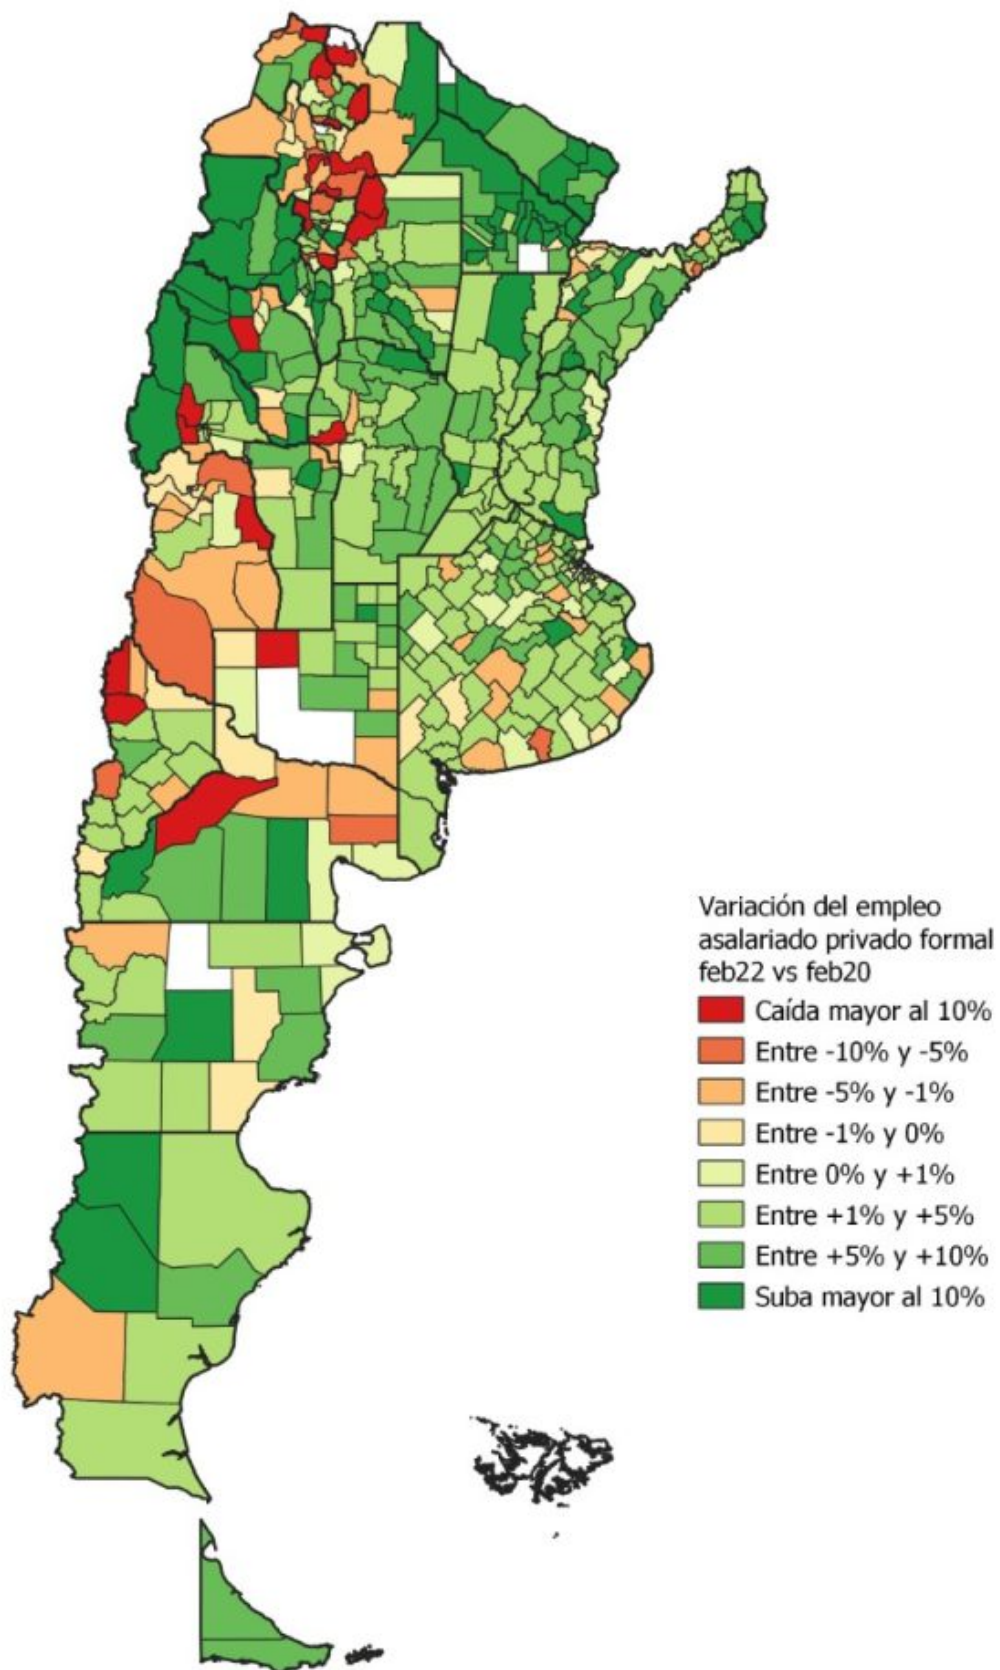 Variación del empleo
asalariado privado formal
feb22 vs feb20
Caída mayor al 10%
Entre -10% y -5%
Entre -5% y -1%
Entre -1% y 0%
Entre 0% y +1%
Entre +1% y +5%
Entre +5% y +10%
Suba mayor al 10%